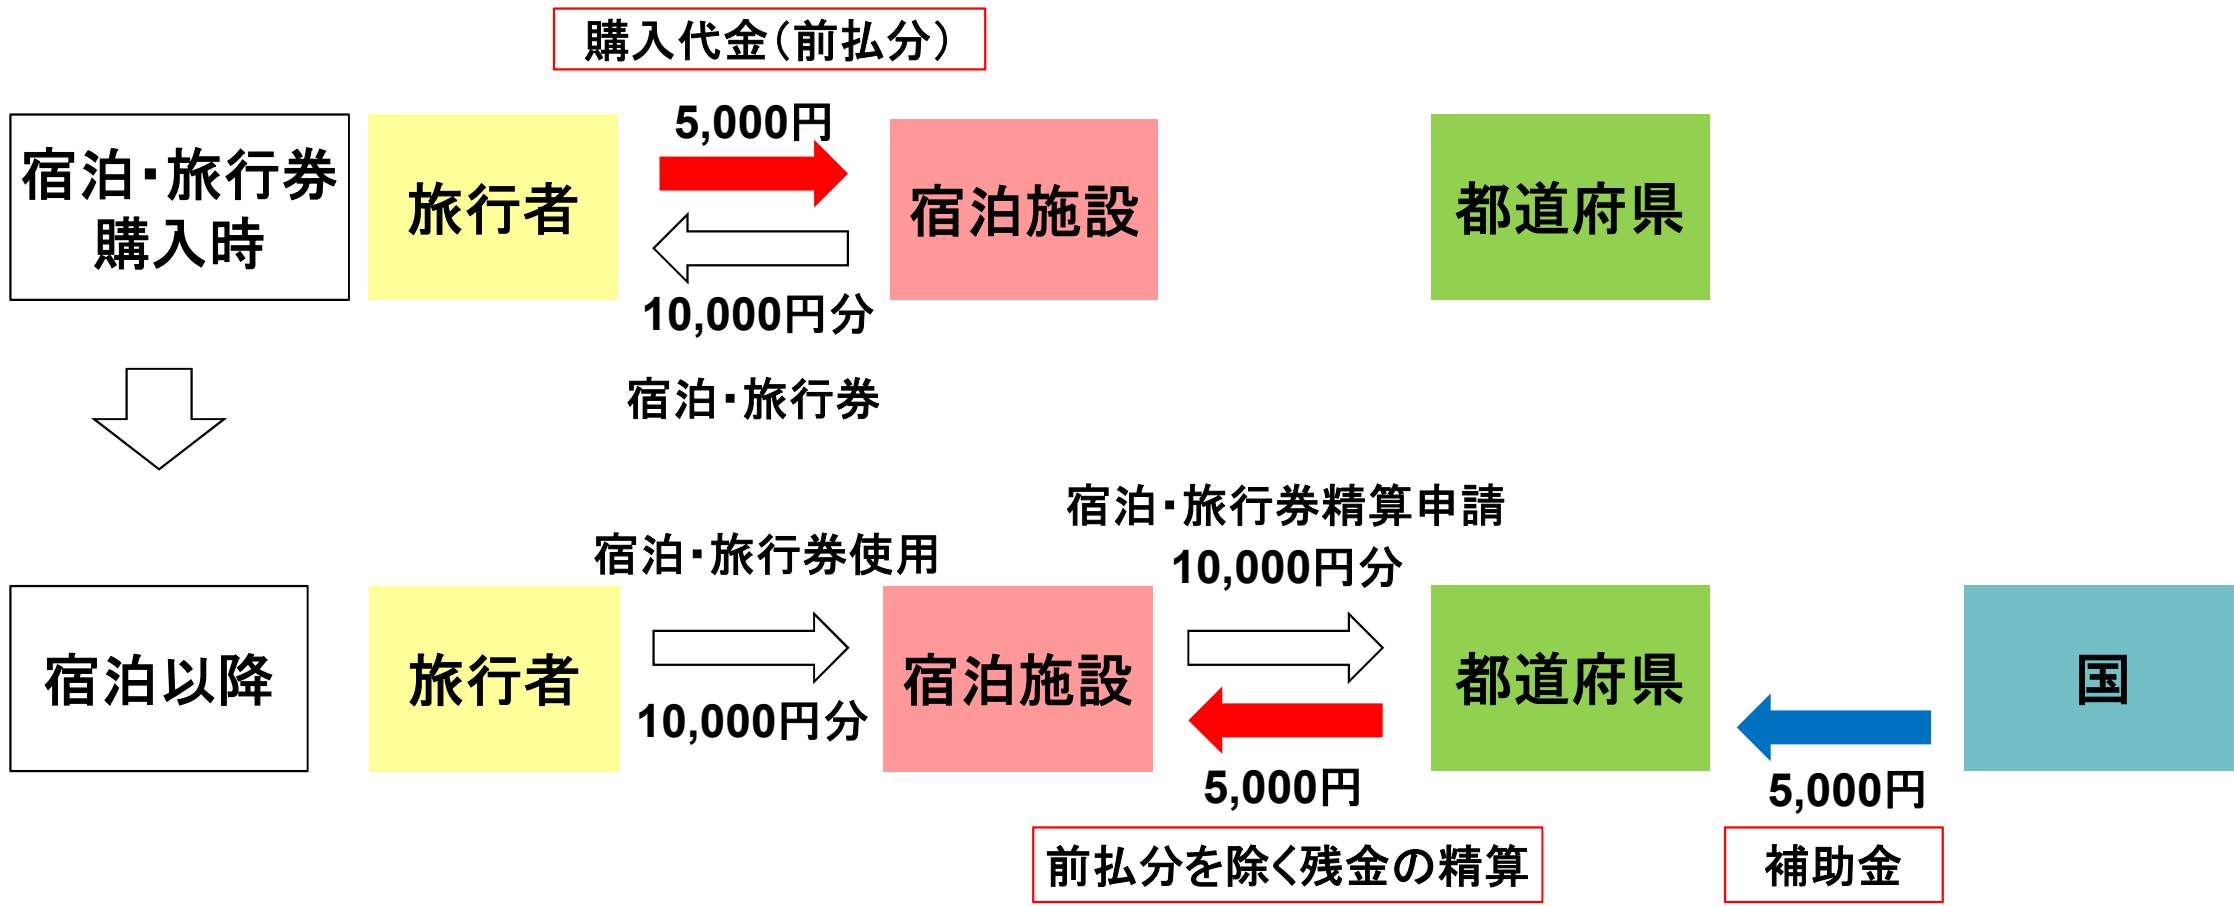 購入代金（前払分）
5,000円
宿泊・旅行券
購入時
旅行者
宿泊施設
都道府県
10,000円分
宿泊・旅行券
宿泊・旅行券精算申請
宿泊・旅行券使用
10,000円分
宿泊以降
旅行者
宿泊施設
都道府県
国
10,000円分
5,000円
5,000円
前払分を除く残金の精算
補助金